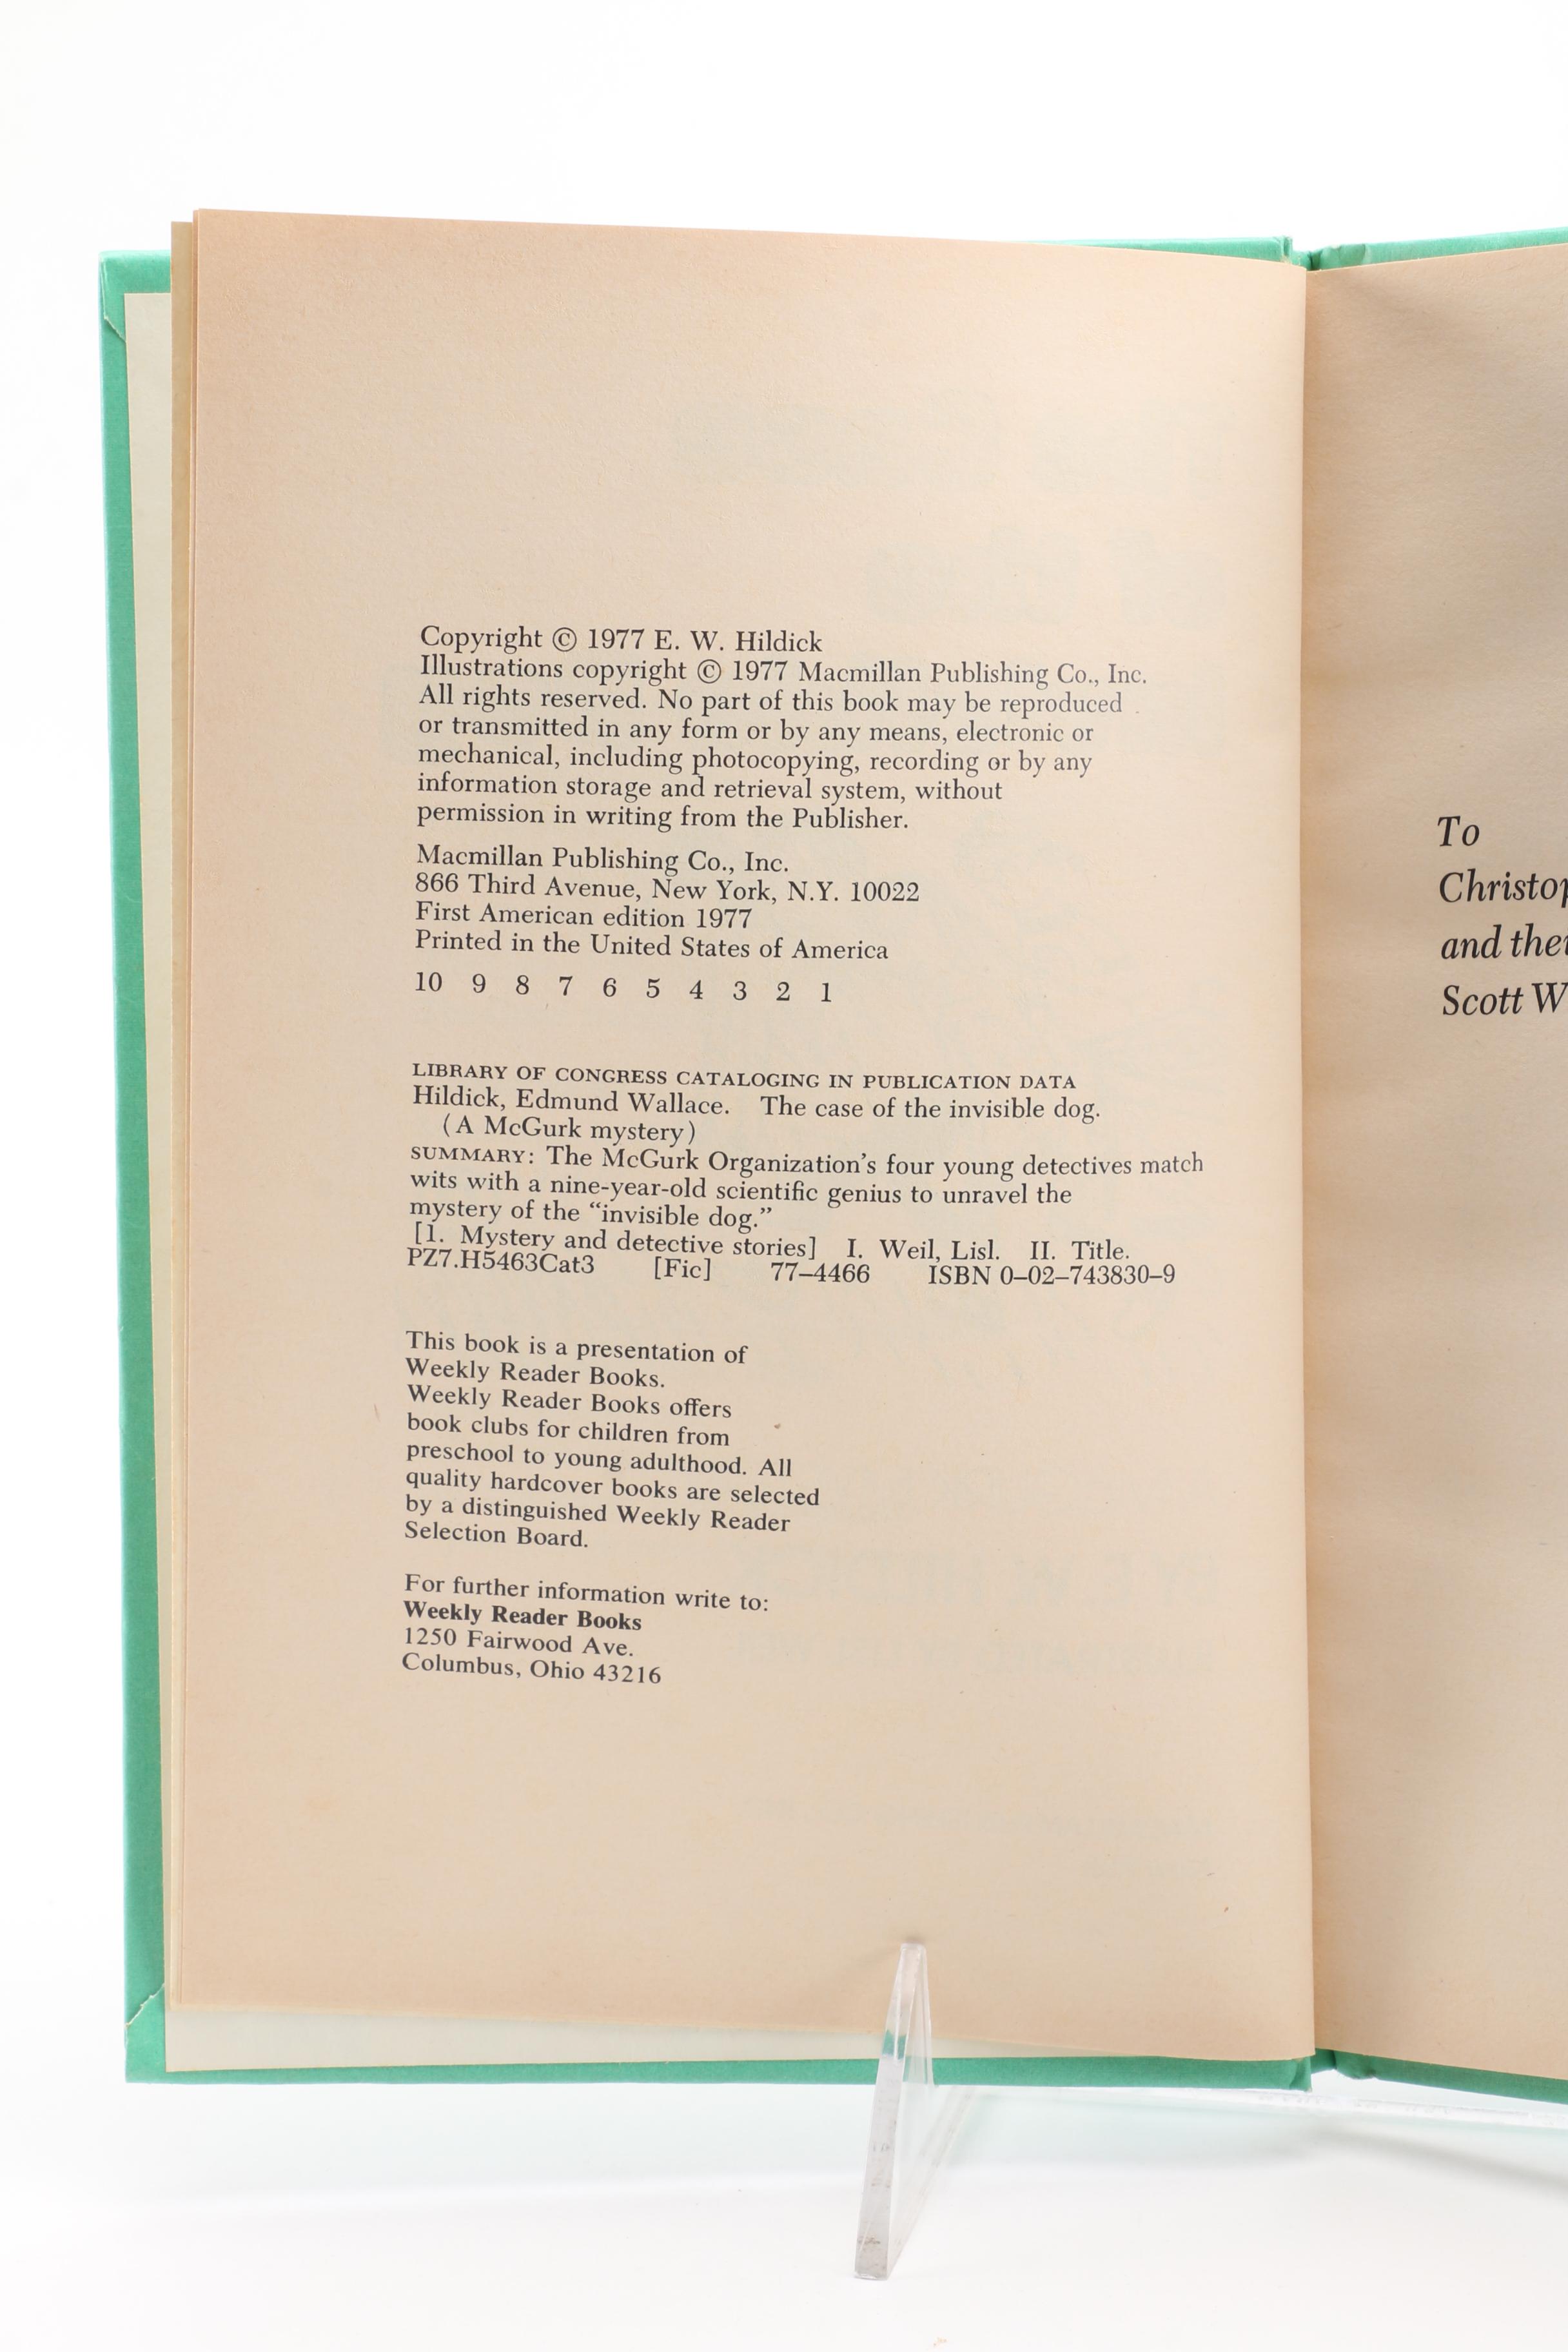 Copyright © 1977 E. W. Hildick
Illustrations copyright © 1977 Macmillan Publishing Co., Inc.
All rights reserved. No part of this book may be reproduced
or transmitted in any form or by any means, electronic or
mechanical, including photocopying, recording or by any
information storage and retrieval system, without
permission in writing from the Publisher.
Macmillan Publishing Co., Inc.
866 Third Avenue, New York, N.Y. 10022
First American edition 1977
Printed in the United States of America
10 9 8 7 6 5 4 3 2 1
LIBRARY OF CONGRESS CATALOGING IN PUBLICATION DATA
Hildick, Edmund Wallace. The case of the invisible dog.
(A McGurk mystery)
SUMMARY: The McGurk Organization's four young detectives match
wits with a nine-year-old scientific genius to unravel the
mystery of the “invisible dog.”
[1. Mystery and detective stories] I. Weil, Lisl. II. Title.
PZ7.H5463Cat3 [Fic] 77–4466 ISBN 0–02–743830–9
This book is a presentation of
Weekly Reader Books.
Weekly Reader Books offers
book clubs for children from
preschool to young adulthood. All
quality hardcover books are selected
by a distinguished Weekly Reader
Selection Board.
For further information write to:
Weekly Reader Books
1250 Fairwood Ave.
Columbus, Ohio 43216
To
and
Scott